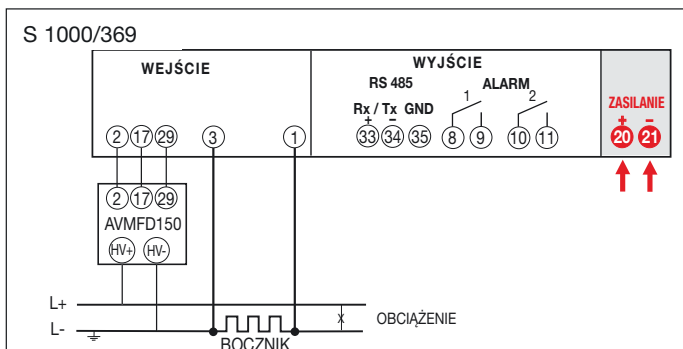 S 1000/369
WEJŚCIE
WYJŚCIE
RS 485
ALARM
ZASILANIE
Rx / Tx GND
1
2
+ −
+ −
2 17 29 3 1
33 34 35 8 9 10 11
20 21
2 17 29
AVMFD150
HV+ HV-
L+
L-
x
OBCIĄŻENIE
BOCZNIK